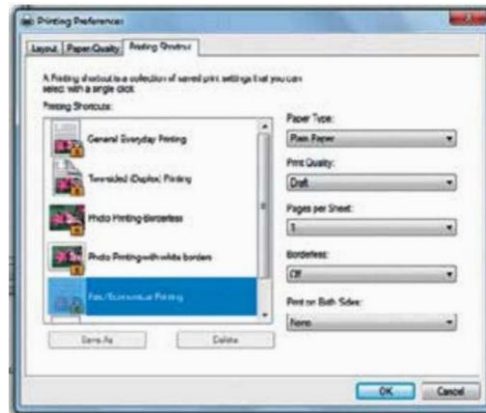 Printing Preferences
Layout Paper/Quality Printing Shortcut
A Printing shortcut is a collection of saved print settings that you can
select with a single click.
Printing Shortcuts:
General Everyday Printing
Two-sided (Duplex) Printing
Photo Printing-Borderless
Photo Printing-with white borders
Fast/Economical Printing
Save As
Delete
Paper Type:
Plain Paper
Print Quality:
Draft
Pages per Sheet:
1
Borderless:
Off
Print on Both Sides:
None
OK
Cancel